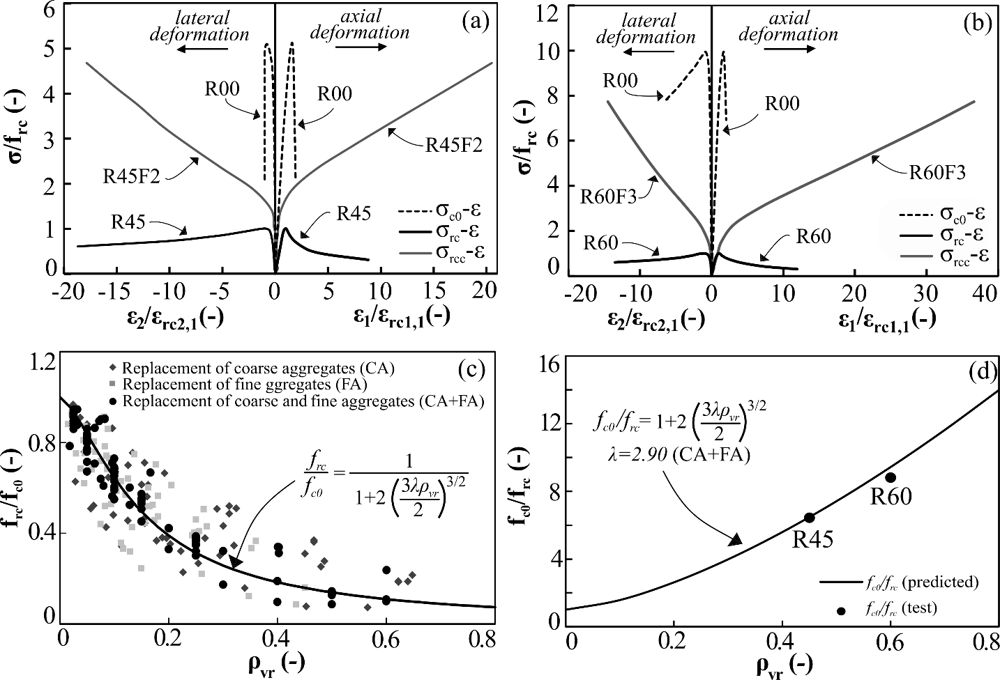 (a)
lateral
deformation
axial
deformation
6
5
4
3
2
1
0
σ/f_rc (-)
R00
R00
R45F2
R45F2
R45
R45
σ_c0-ε
σ_rc-ε
σ_rcc-ε
-20 -15 -10 -5 0 5 10 15 20
ε_2/ε_rc2,1(-)
ε_1/ε_rc1,1(-)
(b)
lateral
deformation
axial
deformation
12
10
8
6
4
2
0
σ/f_rc (-)
R00
R00
R60F3
R60F3
R60
R60
σ_c0-ε
σ_rc-ε
σ_rcc-ε
-20 -10 0 10 20 30 40
ε_2/ε_rc2,1(-)
ε_1/ε_rc1,1(-)
(c)
Replacement of coarse aggregates (CA)
Replacement of fine ggregates (FA)
Replacement of coarse and fine aggregates (CA+FA)
1.2
0.8
0.4
0
f_rc/f_c0 (-)
f_rc/f_c0 = 1/(1+2(3λρ_vr/2)^3/2)
0 0.2 0.4 0.6 0.8
ρ_vr (-)
(d)
16
12
8
4
0
f_c0/f_rc (-)
f_c0/f_rc = 1+2(3λρ_vr/2)^3/2
λ=2.90 (CA+FA)
R45
R60
f_c0/f_rc (predicted)
f_c0/f_rc (test)
0 0.2 0.4 0.6 0.8
ρ_vr (-)